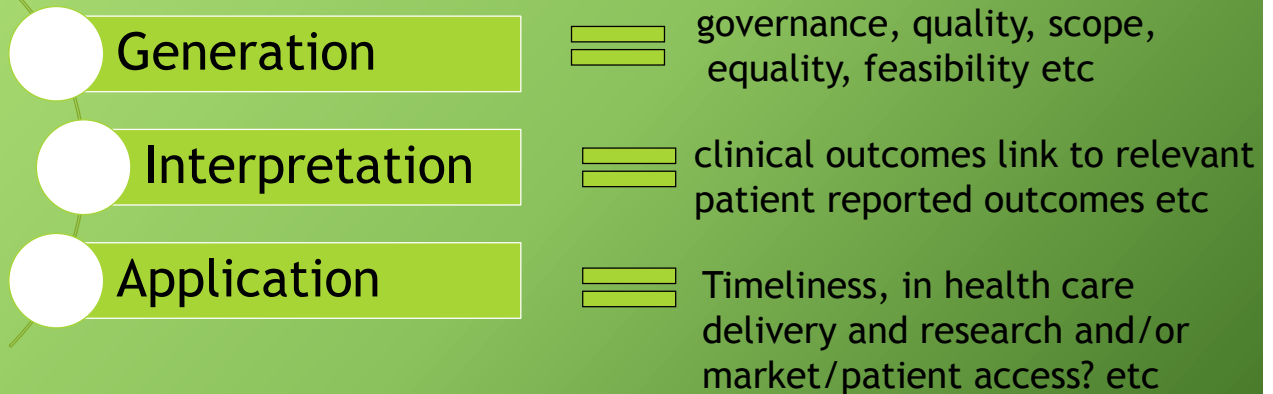 Generation
governance, quality, scope,
equality, feasibility etc
Interpretation
clinical outcomes link to relevant
patient reported outcomes etc
Application
Timeliness, in health care
delivery and research and/or
market/patient access? etc